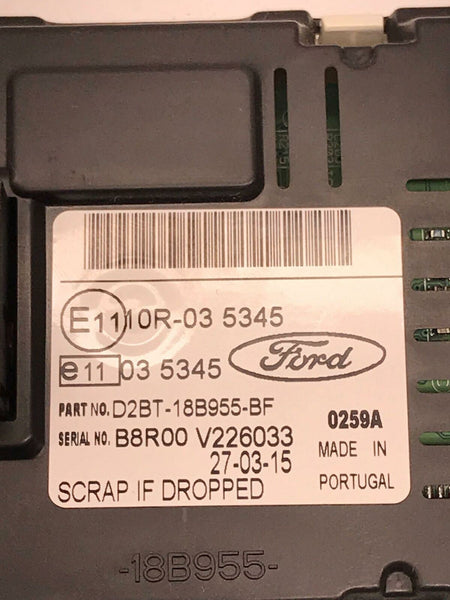 E11 10R-03 5345
e11 03 5345
Ford
PART NO. D2BT-18B955-BF
SERIAL NO. B8R00 V226033
0259A
27-03-15
MADE IN
PORTUGAL
SCRAP IF DROPPED
-18B955-